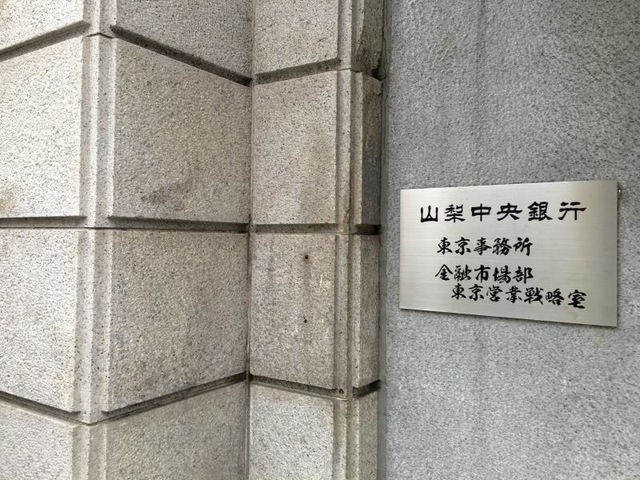 山梨中央銀行
東京事務所
金融市場部
東京営業戦略室